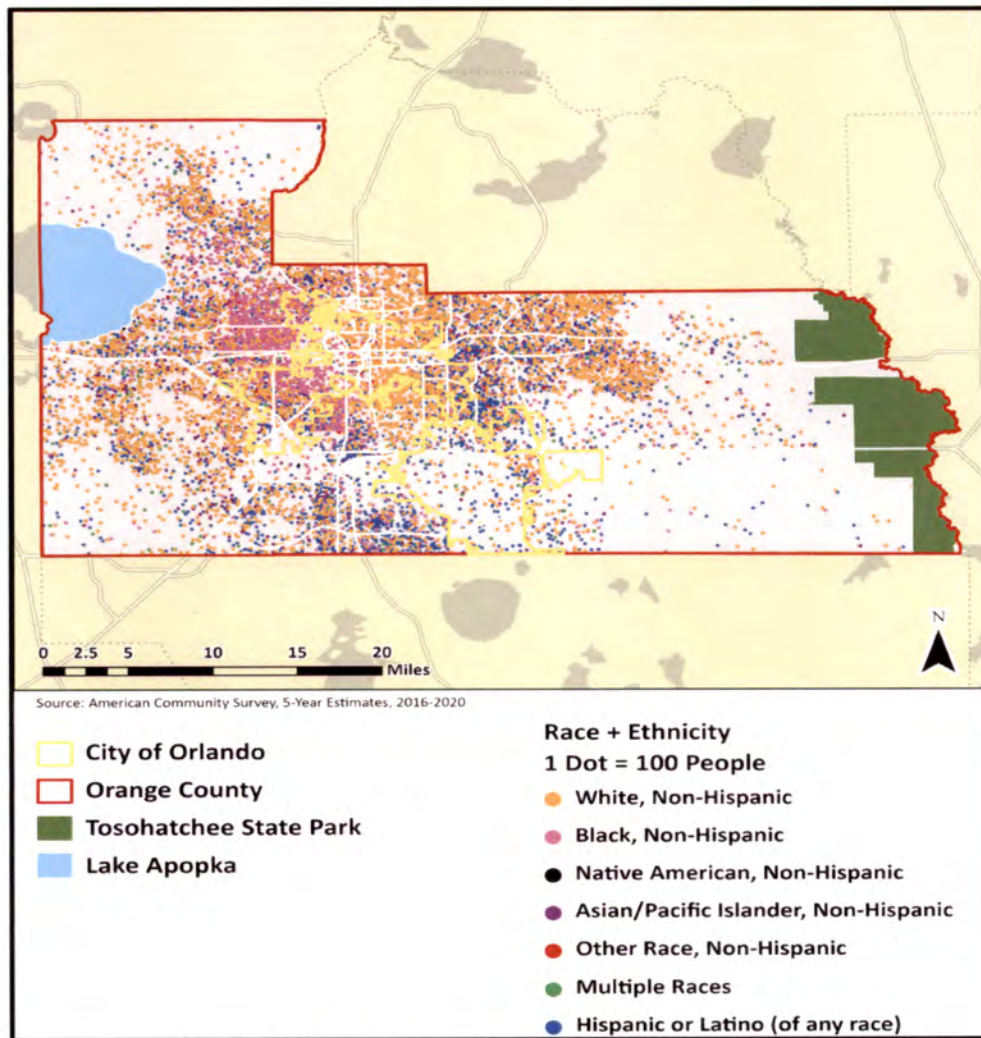 N
0 2.5 5 10 15 20
Miles
Source: American Community Survey, 5-Year Estimates, 2016-2020
City of Orlando
Orange County
Tosohatchee State Park
Lake Apopka
Race + Ethnicity
1 Dot = 100 People
White, Non-Hispanic
Black, Non-Hispanic
Native American, Non-Hispanic
Asian/Pacific Islander, Non-Hispanic
Other Race, Non-Hispanic
Multiple Races
Hispanic or Latino (of any race)